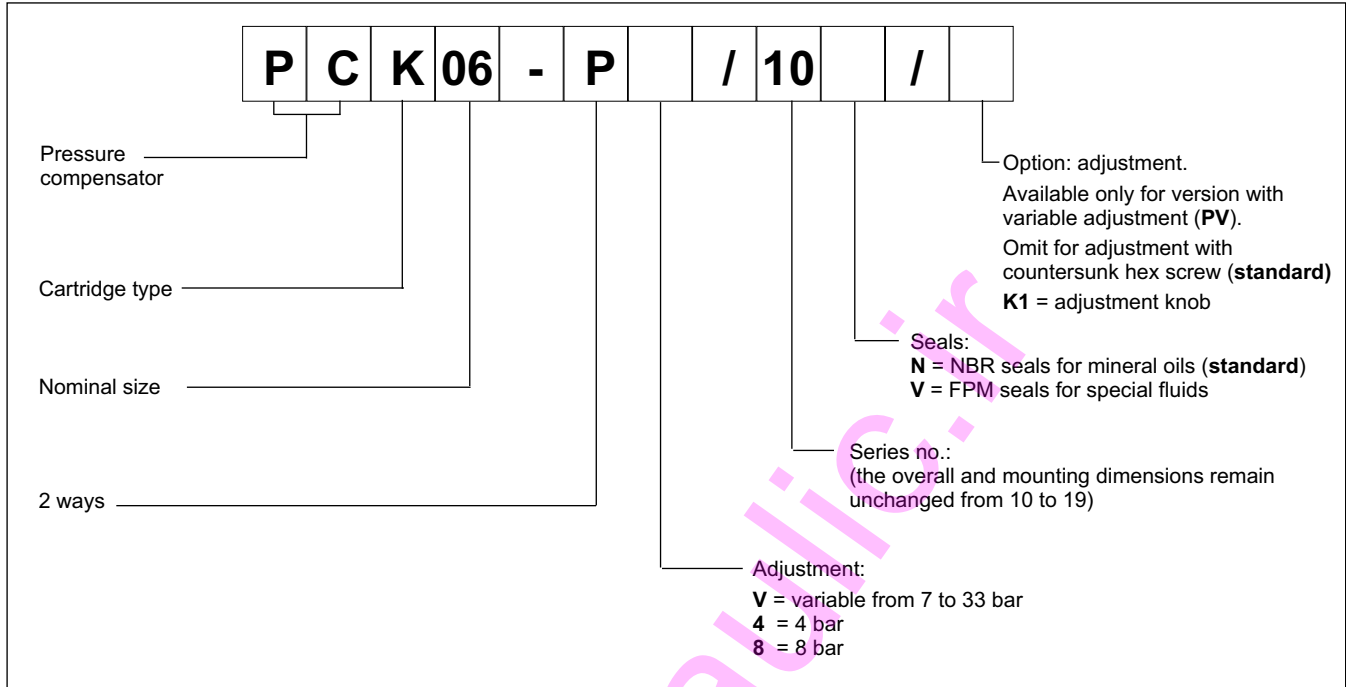 P C K 06 - P / 10 /
Pressure
compensator
Cartridge type
Nominal size
2 ways
Option: adjustment.
Available only for version with
variable adjustment (PV).
Omit for adjustment with
countersunk hex screw (standard)
K1 = adjustment knob
Seals:
N = NBR seals for mineral oils (standard)
V = FPM seals for special fluids
Series no.:
(the overall and mounting dimensions remain
unchanged from 10 to 19)
Adjustment:
V = variable from 7 to 33 bar
4 = 4 bar
8 = 8 bar
aulic.ir